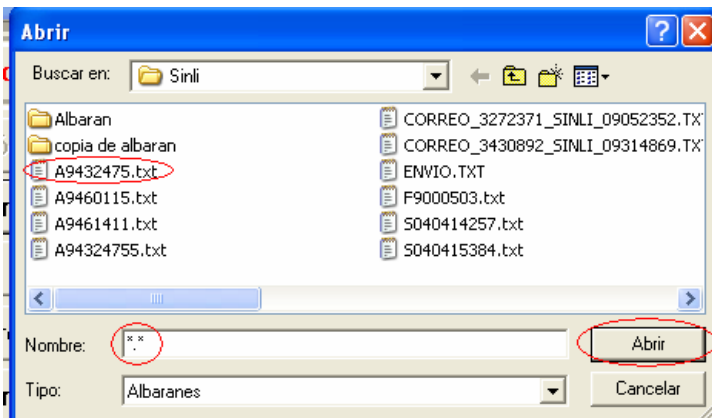 Abrir
Buscar en: Sinli
Albaran
copia de albaran
A9432475.txt
A9460115.txt
A9461411.txt
A94324755.txt
CORREO_3272371_SINLI_09052352.TX
CORREO_3430892_SINLI_09314869.TX
ENVIO.TXT
F9000503.txt
S040414257.txt
S040415384.txt
Nombre: *.* Abrir
Tipo: Albaranes Cancelar